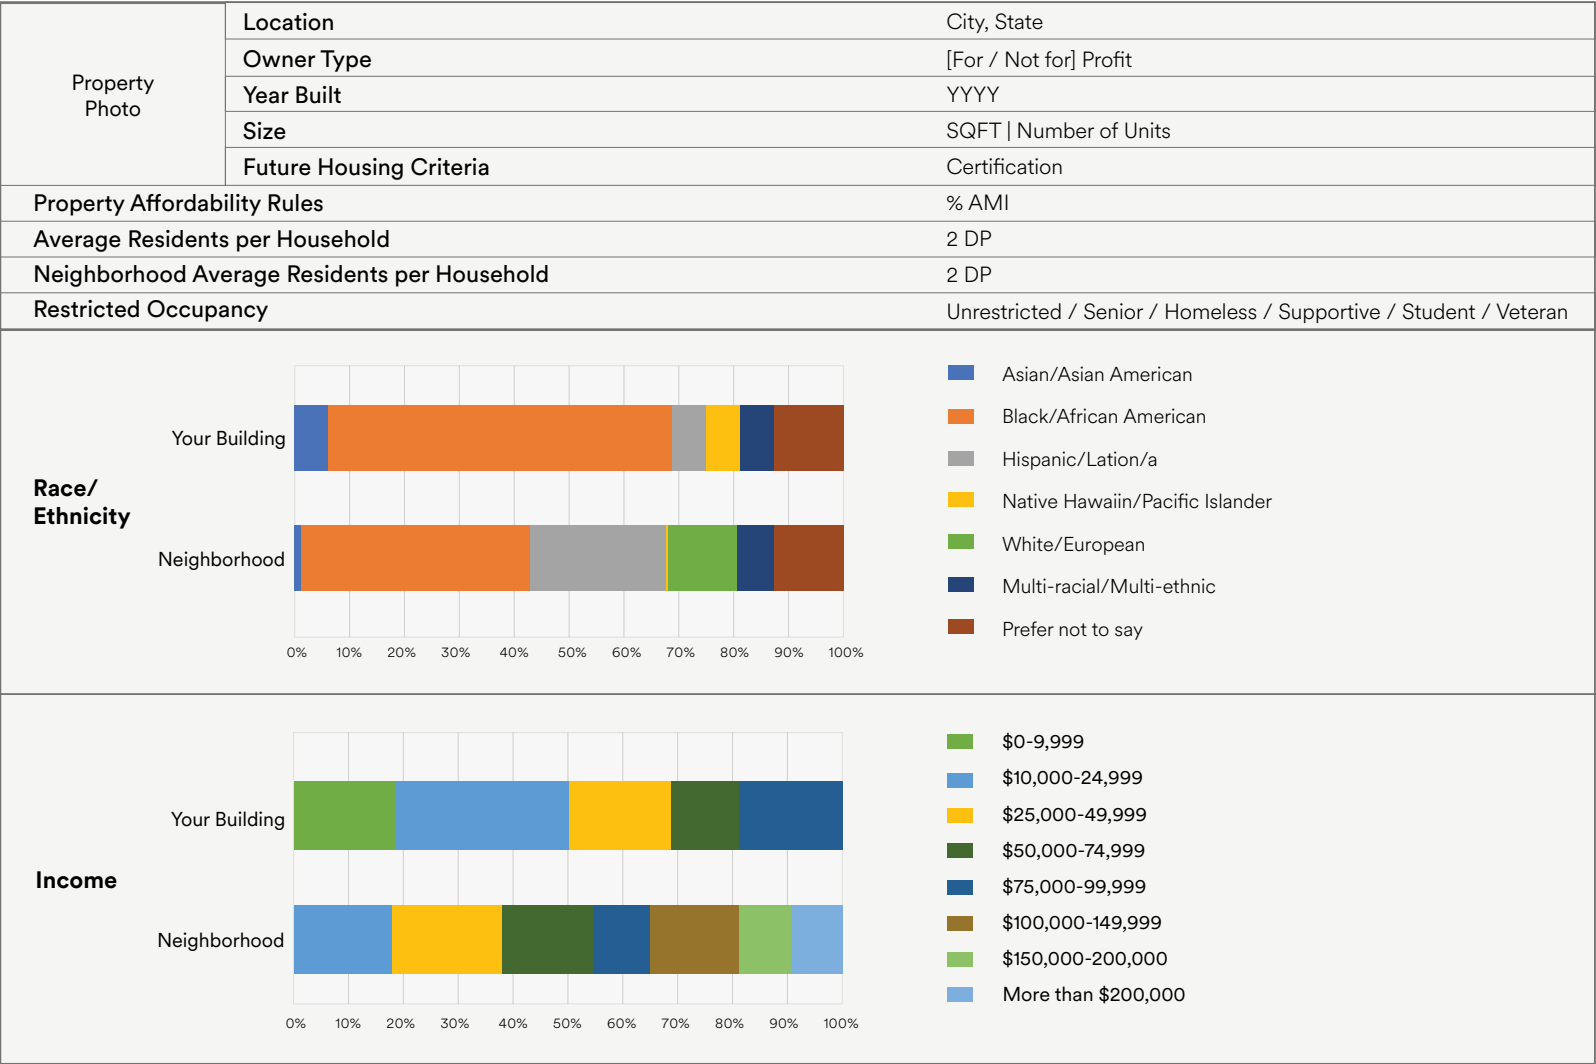 Property
Photo
Location
City, State
Owner Type
[For / Not for] Profit
Year Built
YYYY
Size
SQFT | Number of Units
Future Housing Criteria
Certification
Property Affordability Rules
% AMI
Average Residents per Household
2 DP
Neighborhood Average Residents per Household
2 DP
Restricted Occupancy
Unrestricted / Senior / Homeless / Supportive / Student / Veteran
Race/
Ethnicity
Your Building
Neighborhood
0% 10% 20% 30% 40% 50% 60% 70% 80% 90% 100%
Asian/Asian American
Black/African American
Hispanic/Lation/a
Native Hawaiin/Pacific Islander
White/European
Multi-racial/Multi-ethnic
Prefer not to say
Income
Your Building
Neighborhood
0% 10% 20% 30% 40% 50% 60% 70% 80% 90% 100%
$0-9,999
$10,000-24,999
$25,000-49,999
$50,000-74,999
$75,000-99,999
$100,000-149,999
$150,000-200,000
More than $200,000